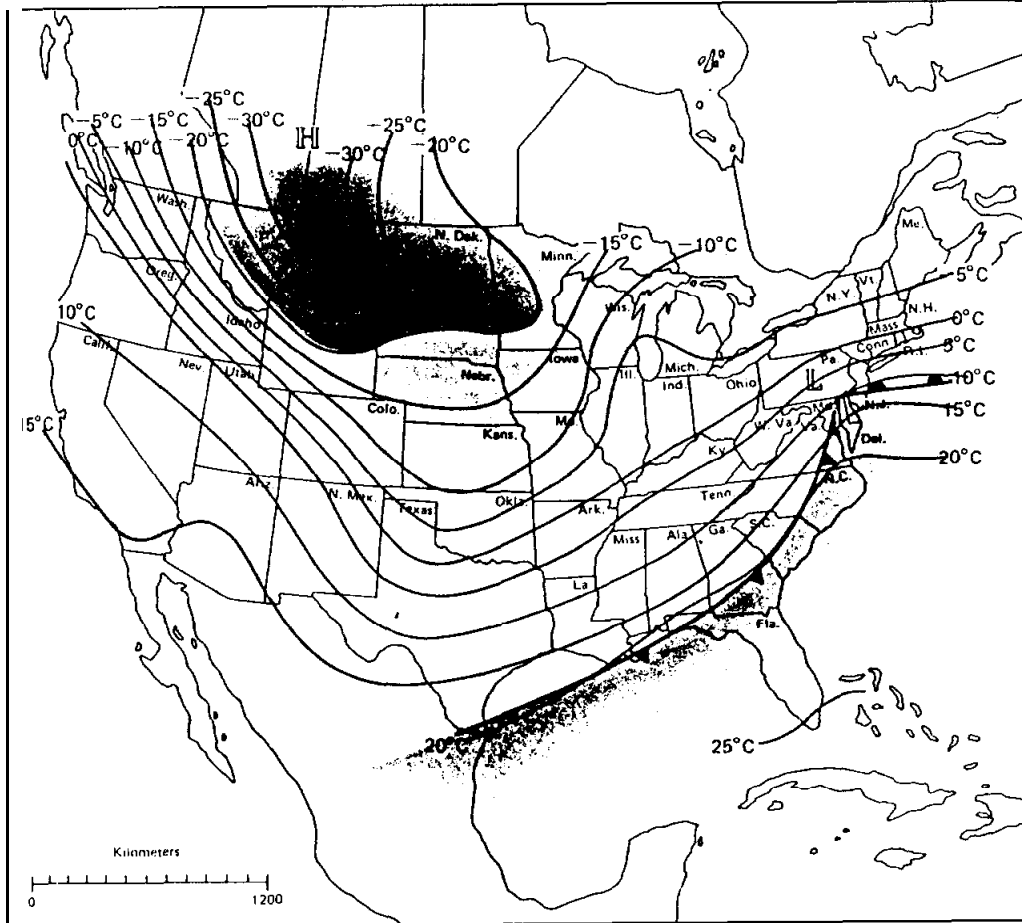 -25°C
-5°C
-15°C
-30°C
H
-25°C
0°C
-10°C
-20°C
-30°C
-20°C
Wash.
N. Dak.
Minn.
-15°C
-10°C
Me.
Oreg.
Wis.
N.Y.
Vt.
5°C
N.H.
10°C
Idaho
Mass
0°C
Calif.
Nev.
Utah
Nebr.
Iowa
Ill.
Mich.
Ind.
Ohio
Pa.
Conn.
R.I.
5°C
L
10°C
Colo.
Kans.
Mo.
W. Va.
Va.
Md.
N.J.
15°C
15°C
Del.
Ky.
20°C
Ariz.
N. Mex.
Texas
Okla.
Ark.
Tenn.
N.C.
Miss
Ala.
Ga.
S.C.
La
Fla.
20°C
25°C
Kilometers
0
1200